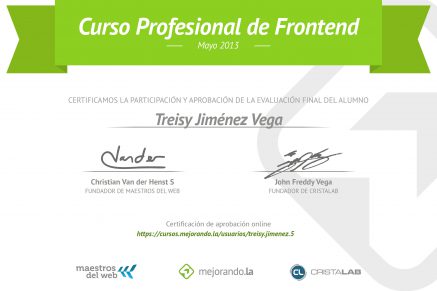 Curso Profesional de Frontend
Mayo 2013
CERTIFICAMOS LA PARTICIPACIÓN Y APROBACIÓN DE LA EVALUACIÓN FINAL DEL ALUMNO
Treisy Jiménez Vega
Christian Van der Henst S
FUNDADOR DE MAESTROS DEL WEB
John Freddy Vega
FUNDADOR DE CRISTALAB
Certificación de aprobación online
https://cursos.mejorando.la/usuarios/treisy.jimenez.5
maestros del web
mejorando.la
CL CRISTALAB